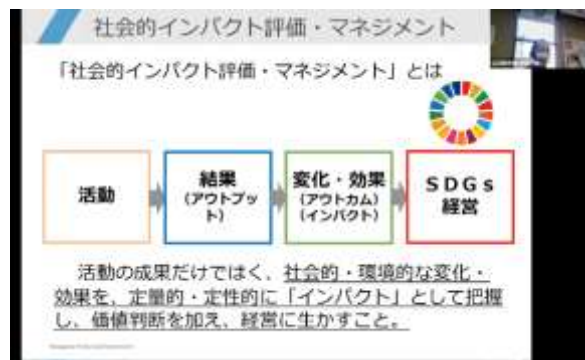 社会的インパクト評価・マネジメント
「社会的インパクト評価・マネジメント」とは
活動
結果
(アウトプッ
ト)
変化・効果
(アウトカム)
(インパクト)
SDGs
経営
活動の成果だけではく、社会的・環境的な変化・
効果を、定量的・定性的に「インパクト」として把握
し、価値判断を加え、経営に生かすこと。